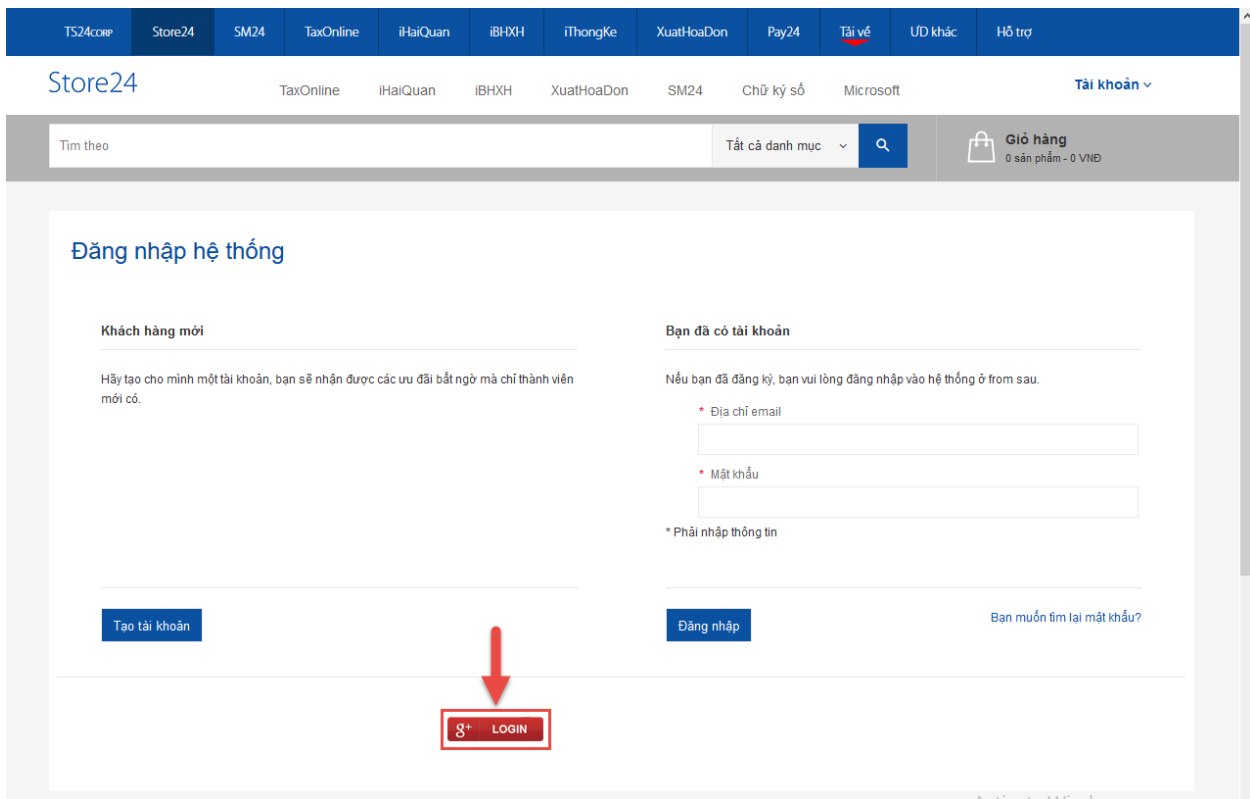 TS24CORP Store24 SM24 TaxOnline iHaiQuan iBHXH iThongKe XuatHoaDon Pay24 Tải về ƯD khác Hỗ trợ
Store24 TaxOnline iHaiQuan iBHXH XuatHoaDon SM24 Chữ ký số Microsoft Tài khoản
Tìm theo Tất cả danh mục Giỏ hàng
0 sản phẩm - 0 VNĐ
Đăng nhập hệ thống
Khách hàng mới
Hãy tạo cho mình một tài khoản, bạn sẽ nhận được các ưu đãi bất ngờ mà chỉ thành viên
mới có.
Tạo tài khoản
Bạn đã có tài khoản
Nếu bạn đã đăng ký, bạn vui lòng đăng nhập vào hệ thống ở from sau.
* Địa chỉ email
* Mật khẩu
* Phải nhập thông tin
Đăng nhập Bạn muốn tìm lại mật khẩu?
g+ LOGIN